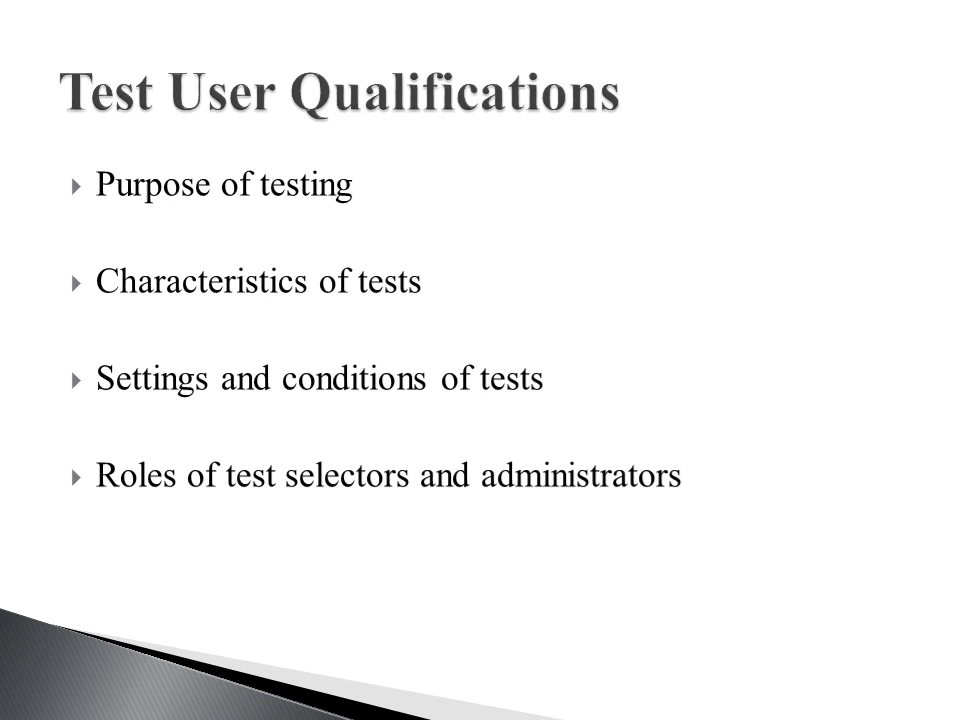 Test User Qualifications
Purpose of testing
Characteristics of tests
Settings and conditions of tests
Roles of test selectors and administrators